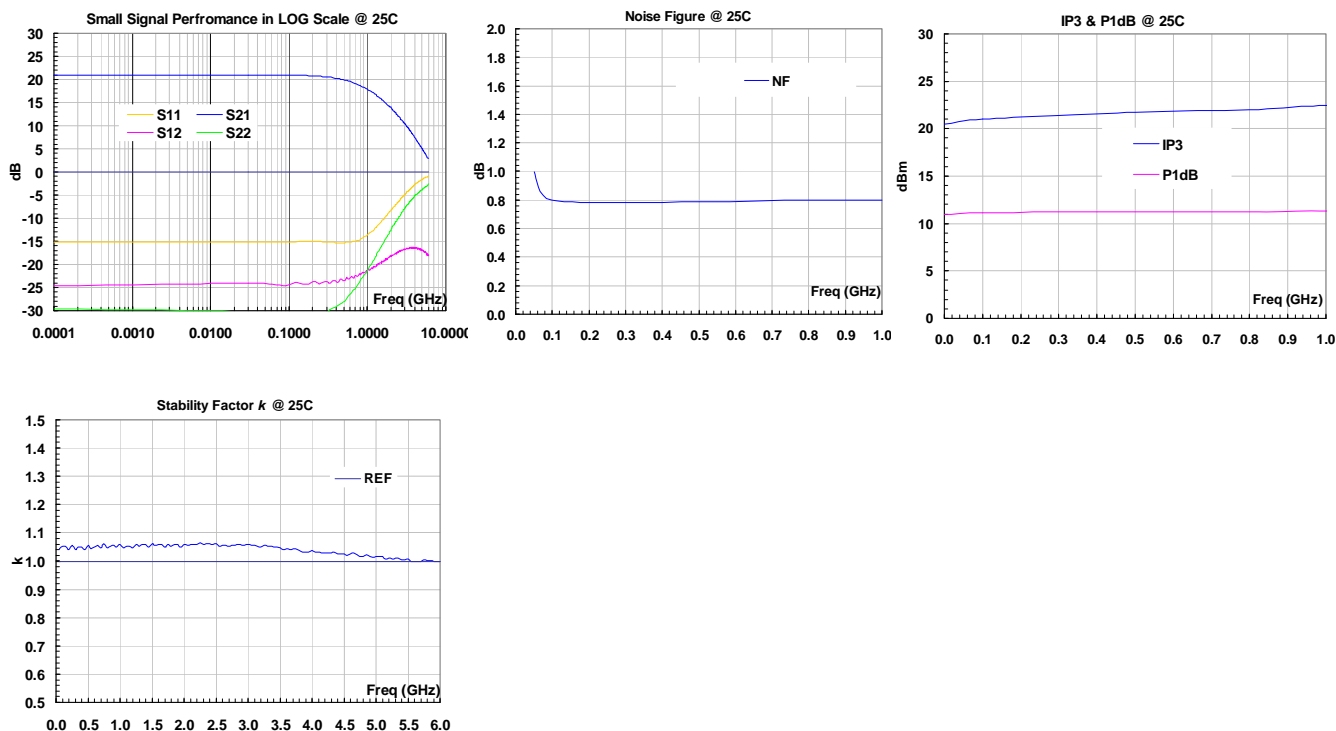 Small Signal Perfromance in LOG Scale @ 25C
30
25
20
15
10
5
0
-5
-10
-15
-20
-25
-30
dB
S11
S21
S12
S22
Freq (GHz)
0.0001
0.0010
0.0100
0.1000
1.0000
10.0000
Noise Figure @ 25C
2.0
1.8
1.6
1.4
1.2
1.0
0.8
0.6
0.4
0.2
0.0
dB
NF
Freq (GHz)
0.0 0.1 0.2 0.3 0.4 0.5 0.6 0.7 0.8 0.9 1.0
IP3 & P1dB @ 25C
30
25
20
15
10
5
0
dBm
IP3
P1dB
Freq (GHz)
0.0 0.1 0.2 0.3 0.4 0.5 0.6 0.7 0.8 0.9 1.0
Stability Factor k @ 25C
1.5
1.4
1.3
1.2
1.1
1.0
0.9
0.8
0.7
0.6
0.5
k
REF
Freq (GHz)
0.0 0.5 1.0 1.5 2.0 2.5 3.0 3.5 4.0 4.5 5.0 5.5 6.0